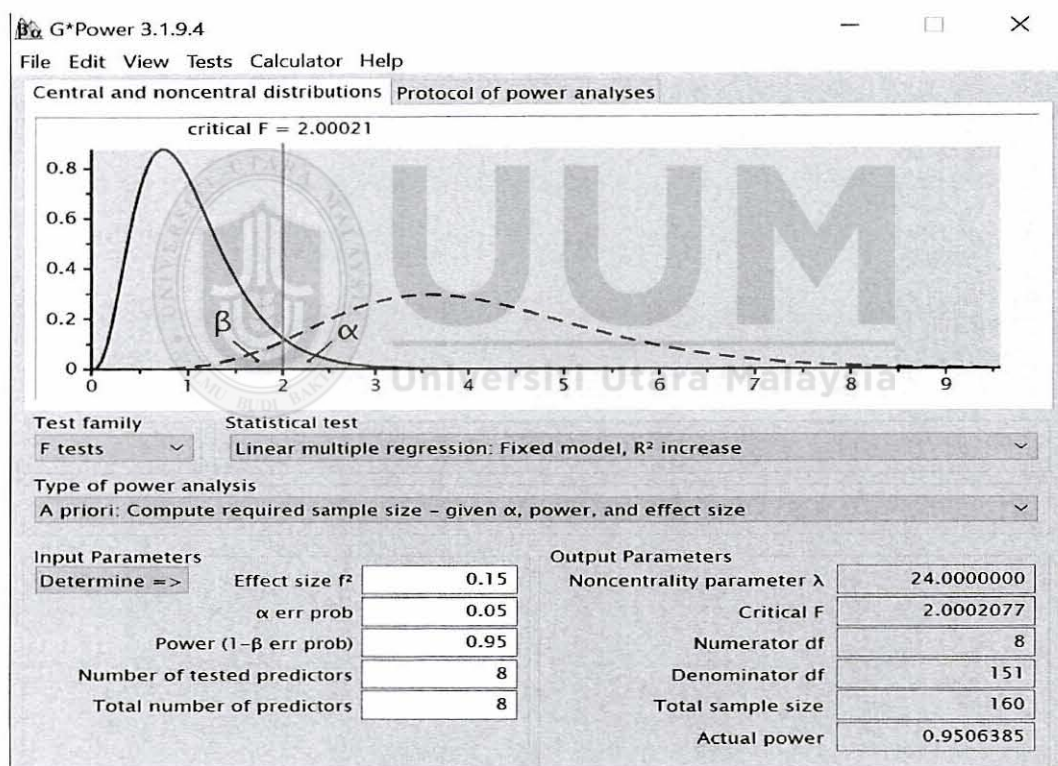 βα G*Power 3.1.9.4
File Edit View Tests Calculator Help
Central and noncentral distributions Protocol of power analyses
critical F = 2.00021
0.8
0.6
0.4
0.2
0
β
α
0 1 2 3 4 5 6 7 8 9
UUM
Universiti Utara Malaysia
Test family
Statistical test
F tests
Linear multiple regression: Fixed model, R² increase
Type of power analysis
A priori: Compute required sample size – given α, power, and effect size
Input Parameters
Determine =>
Effect size f² 0.15
α err prob 0.05
Power (1-β err prob) 0.95
Number of tested predictors 8
Total number of predictors 8
Output Parameters
Noncentrality parameter λ 24.0000000
Critical F 2.0002077
Numerator df 8
Denominator df 151
Total sample size 160
Actual power 0.9506385